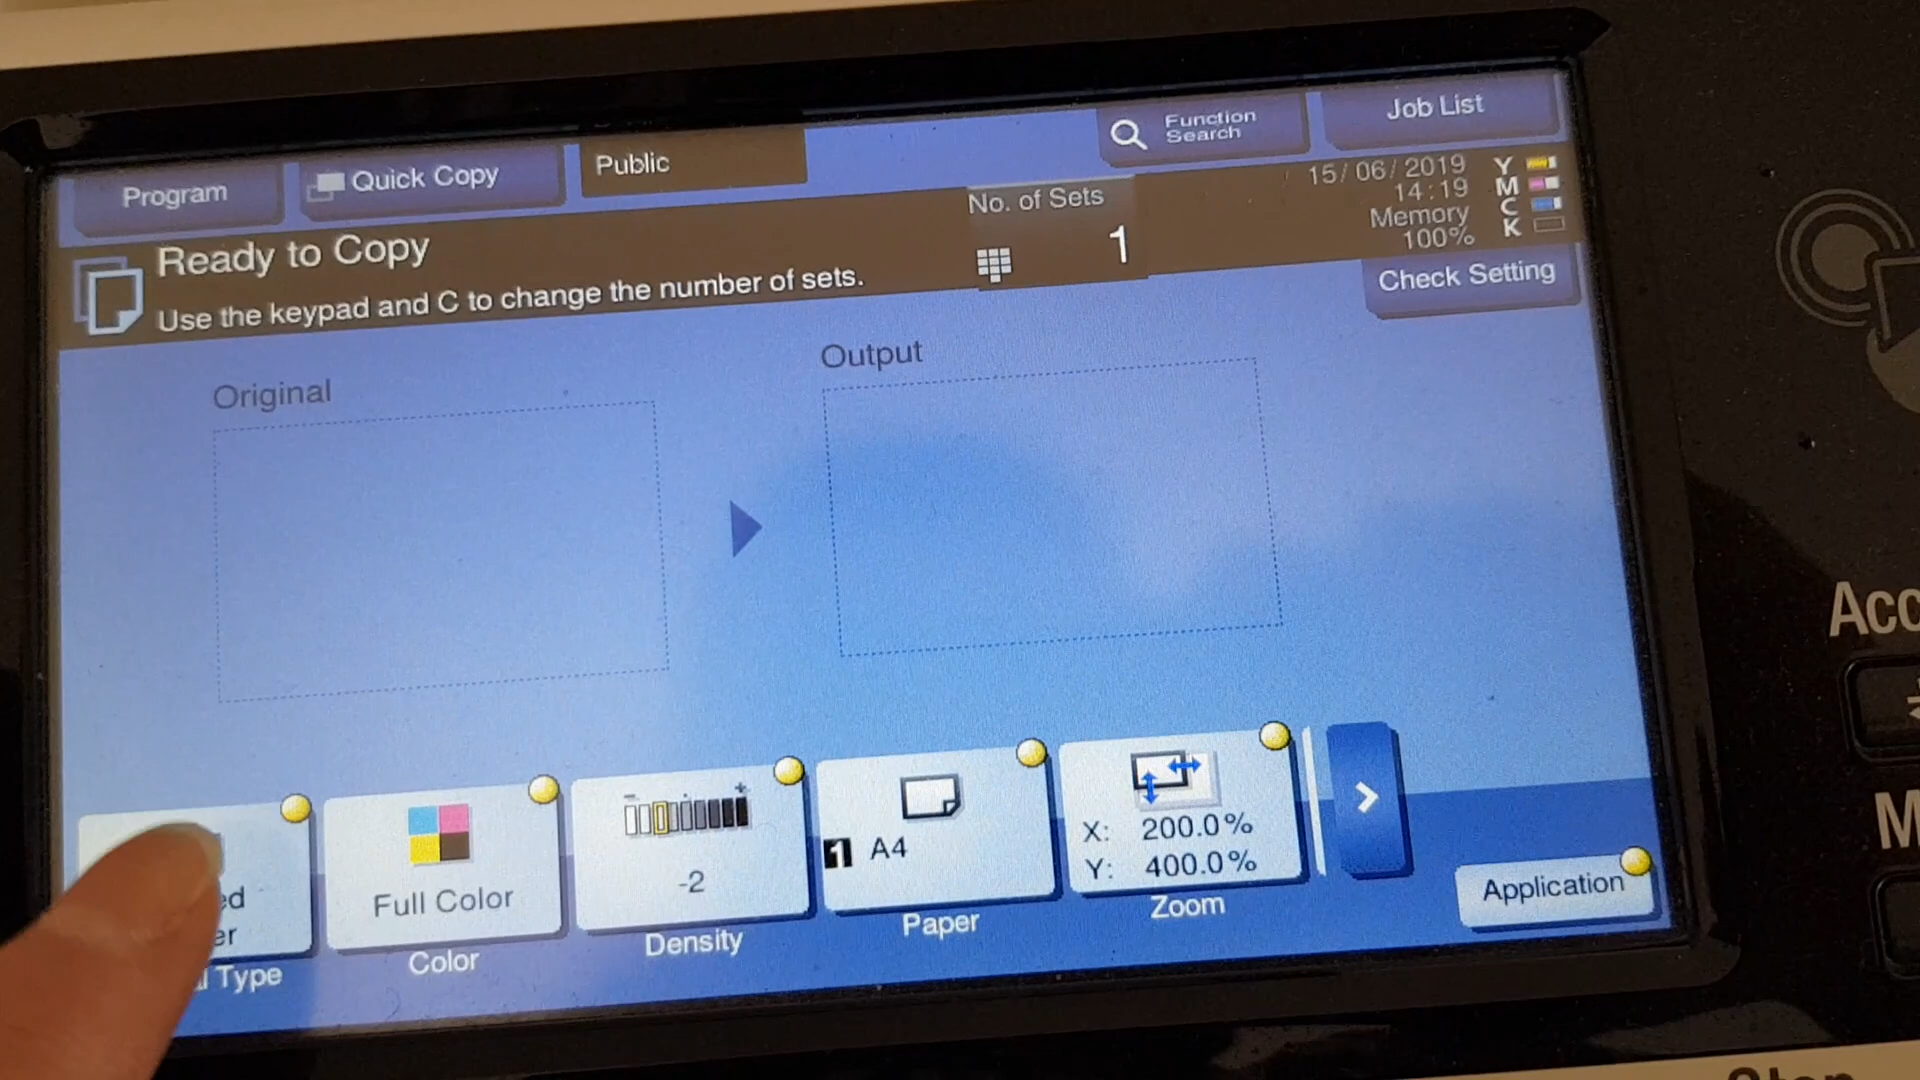 Function
Search
Job List
Program
Quick Copy
Public
No. of Sets
1
15/06/2019
14:19
Memory
100%
Y
M
C
K
Ready to Copy
Use the keypad and C to change the number of sets.
Check Setting
Original
Output
Full Color
Color
-2
Density
1 A4
Paper
X: 200.0%
Y: 400.0%
Zoom
Type
Application